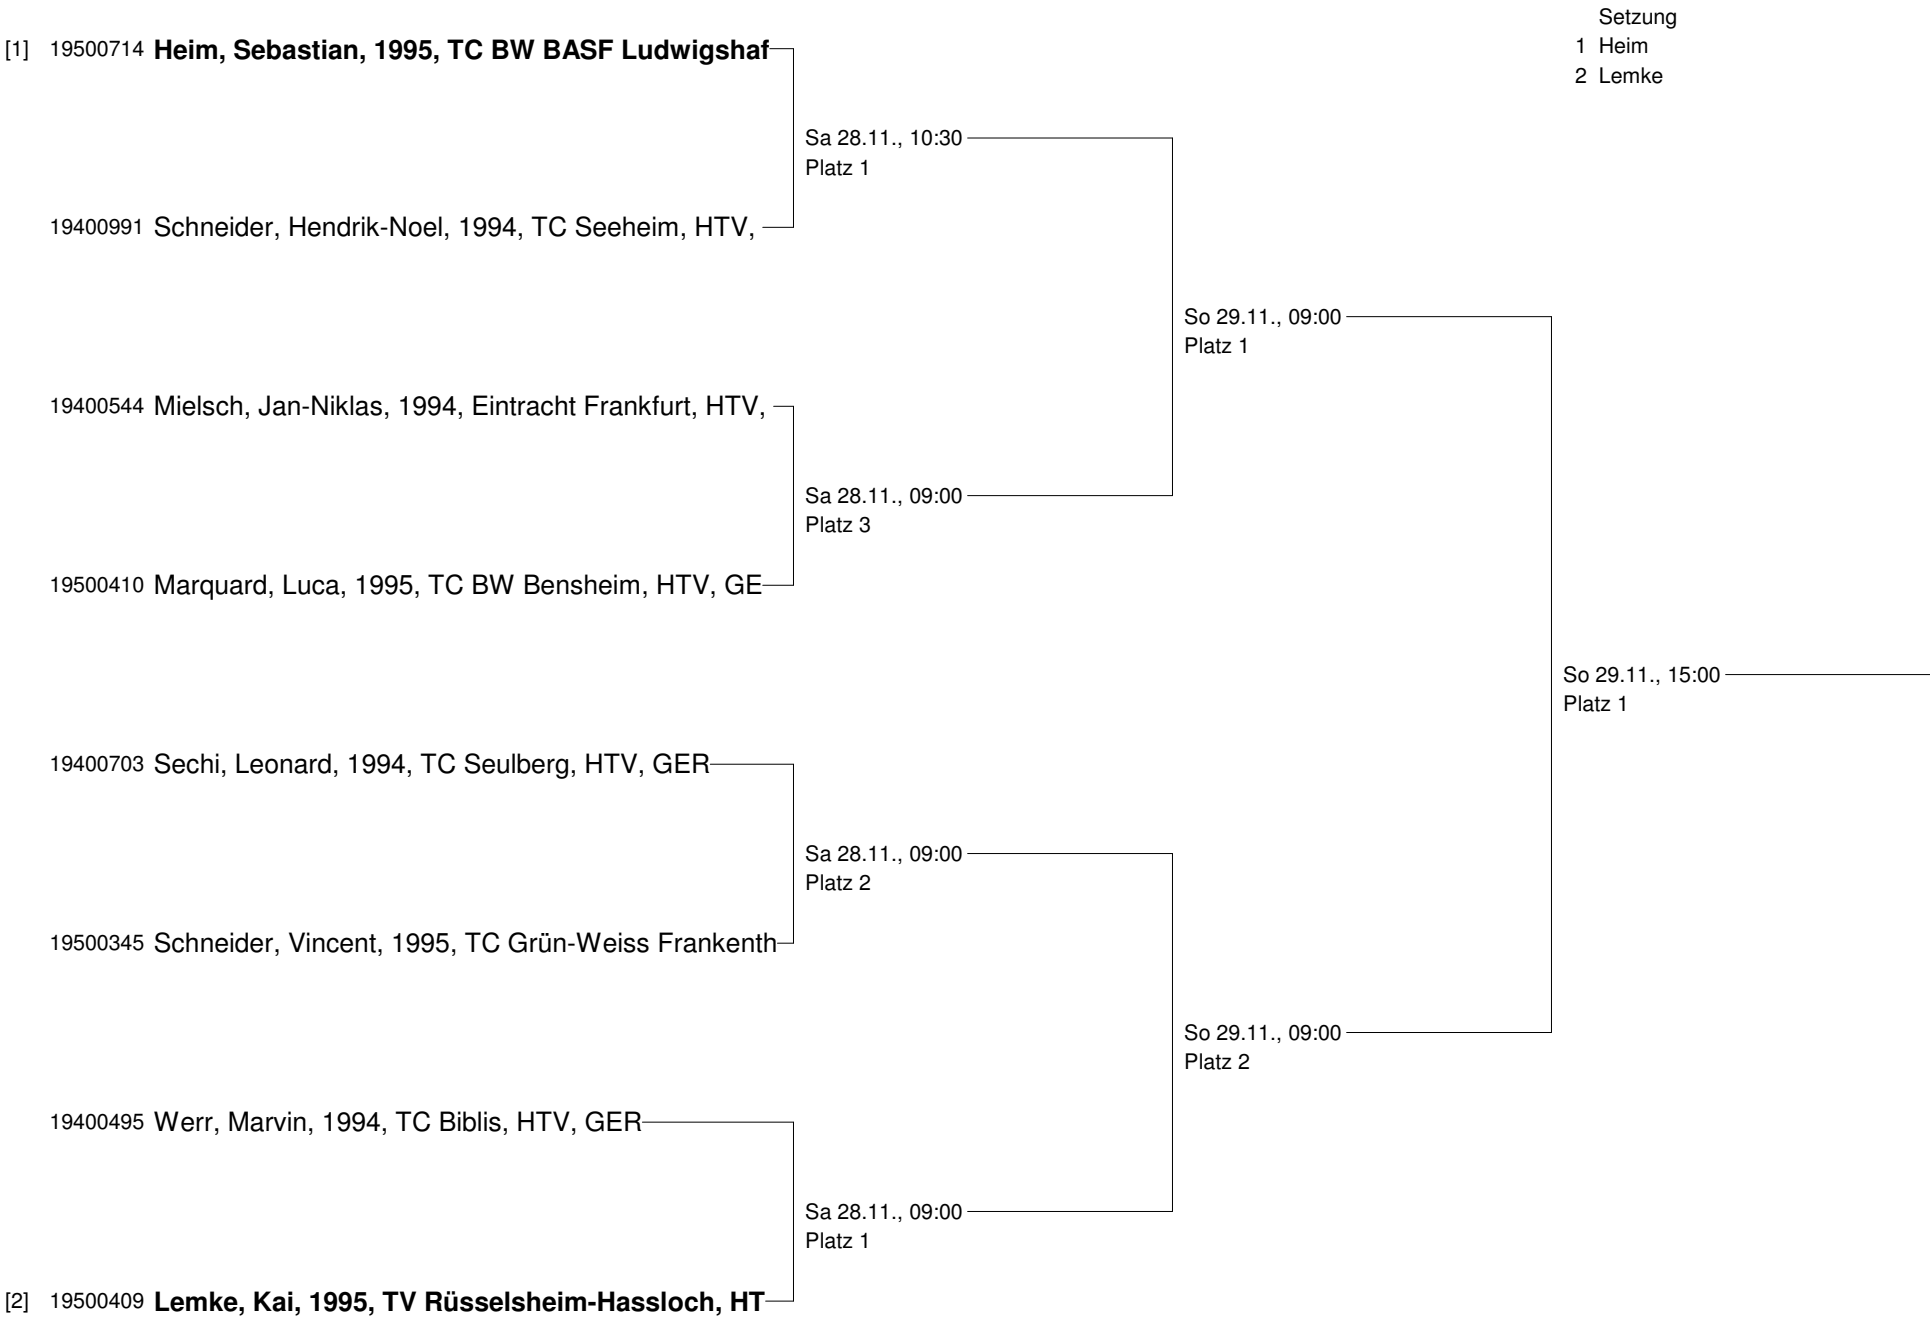 Setzung
1 Heim
2 Lemke
[1] 19500714 Heim, Sebastian, 1995, TC BW BASF Ludwigshaf
Sa 28.11., 10:30
Platz 1
19400991 Schneider, Hendrik-Noel, 1994, TC Seeheim, HTV,
So 29.11., 09:00
Platz 1
19400544 Mielsch, Jan-Niklas, 1994, Eintracht Frankfurt, HTV,
Sa 28.11., 09:00
Platz 3
19500410 Marquard, Luca, 1995, TC BW Bensheim, HTV, GE
So 29.11., 15:00
Platz 1
19400703 Sechi, Leonard, 1994, TC Seulberg, HTV, GER
Sa 28.11., 09:00
Platz 2
19500345 Schneider, Vincent, 1995, TC Grün-Weiss Frankenth
So 29.11., 09:00
Platz 2
19400495 Werr, Marvin, 1994, TC Biblis, HTV, GER
Sa 28.11., 09:00
Platz 1
[2] 19500409 Lemke, Kai, 1995, TV Rüsselsheim-Hassloch, HT